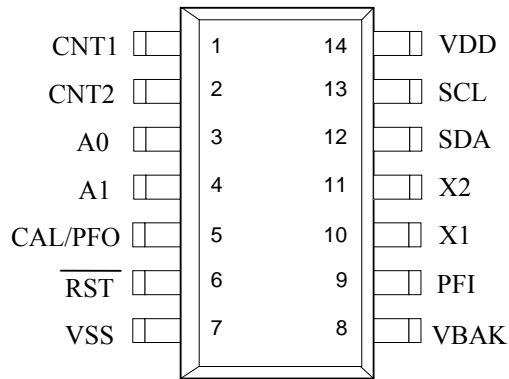 CNT1 1 14 VDD
CNT2 2 13 SCL
A0 3 12 SDA
A1 4 11 X2
CAL/PFO 5 10 X1
RST 6 9 PFI
VSS 7 8 VBAK